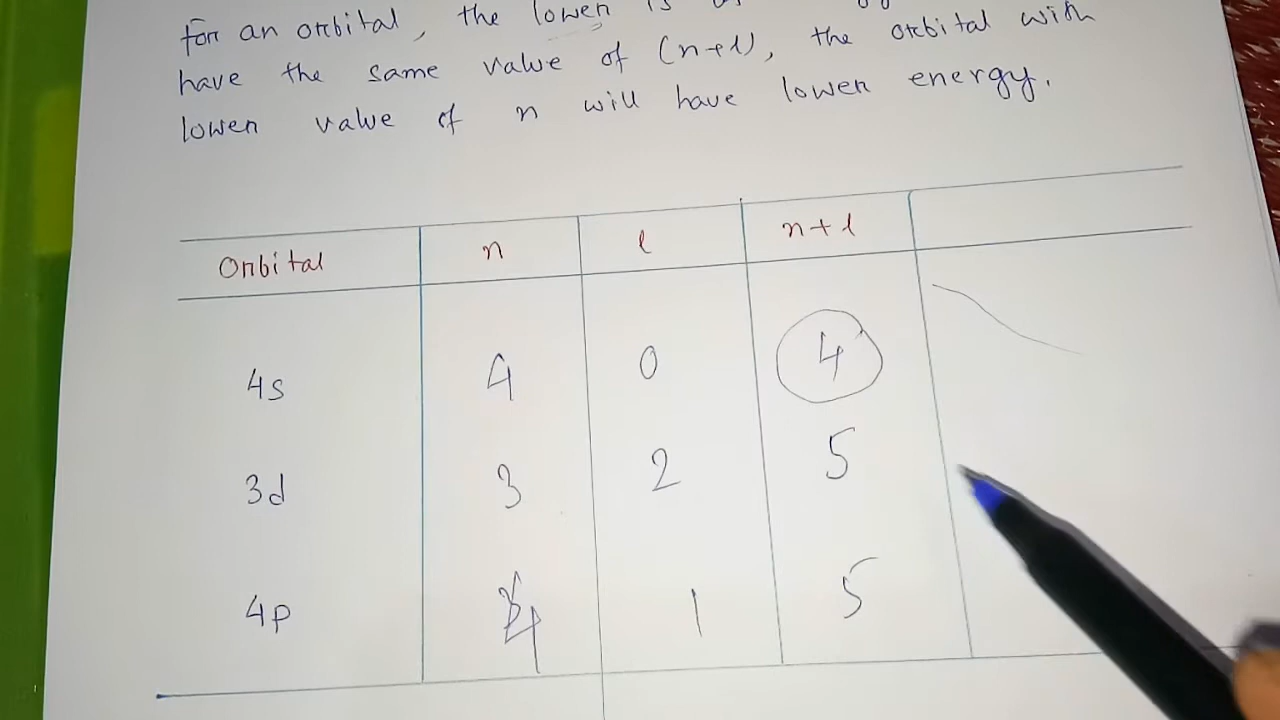 for an orbital, the lower is
have the same value of (n+l), the orbital with
lower value of n will have lower energy.
Orbital n l n+l
4s 4 0 4
3d 3 2 5
4p 4 1 5